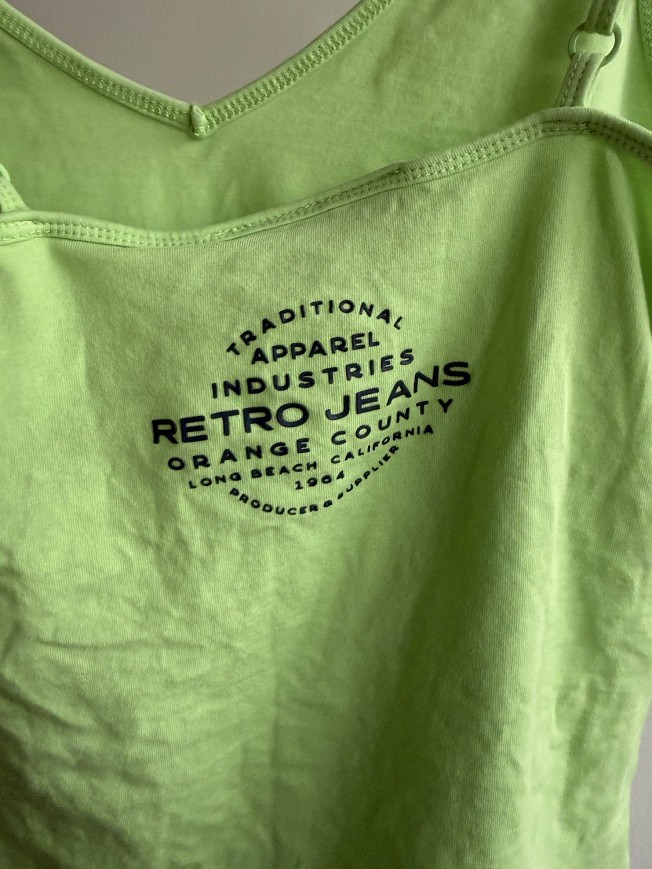 TRADITIONAL
APPAREL
INDUSTRIES
RETRO JEANS
ORANGE COUNTY
LONG BEACH CALIFORNIA
1964
PRODUCER & SUPPLIER